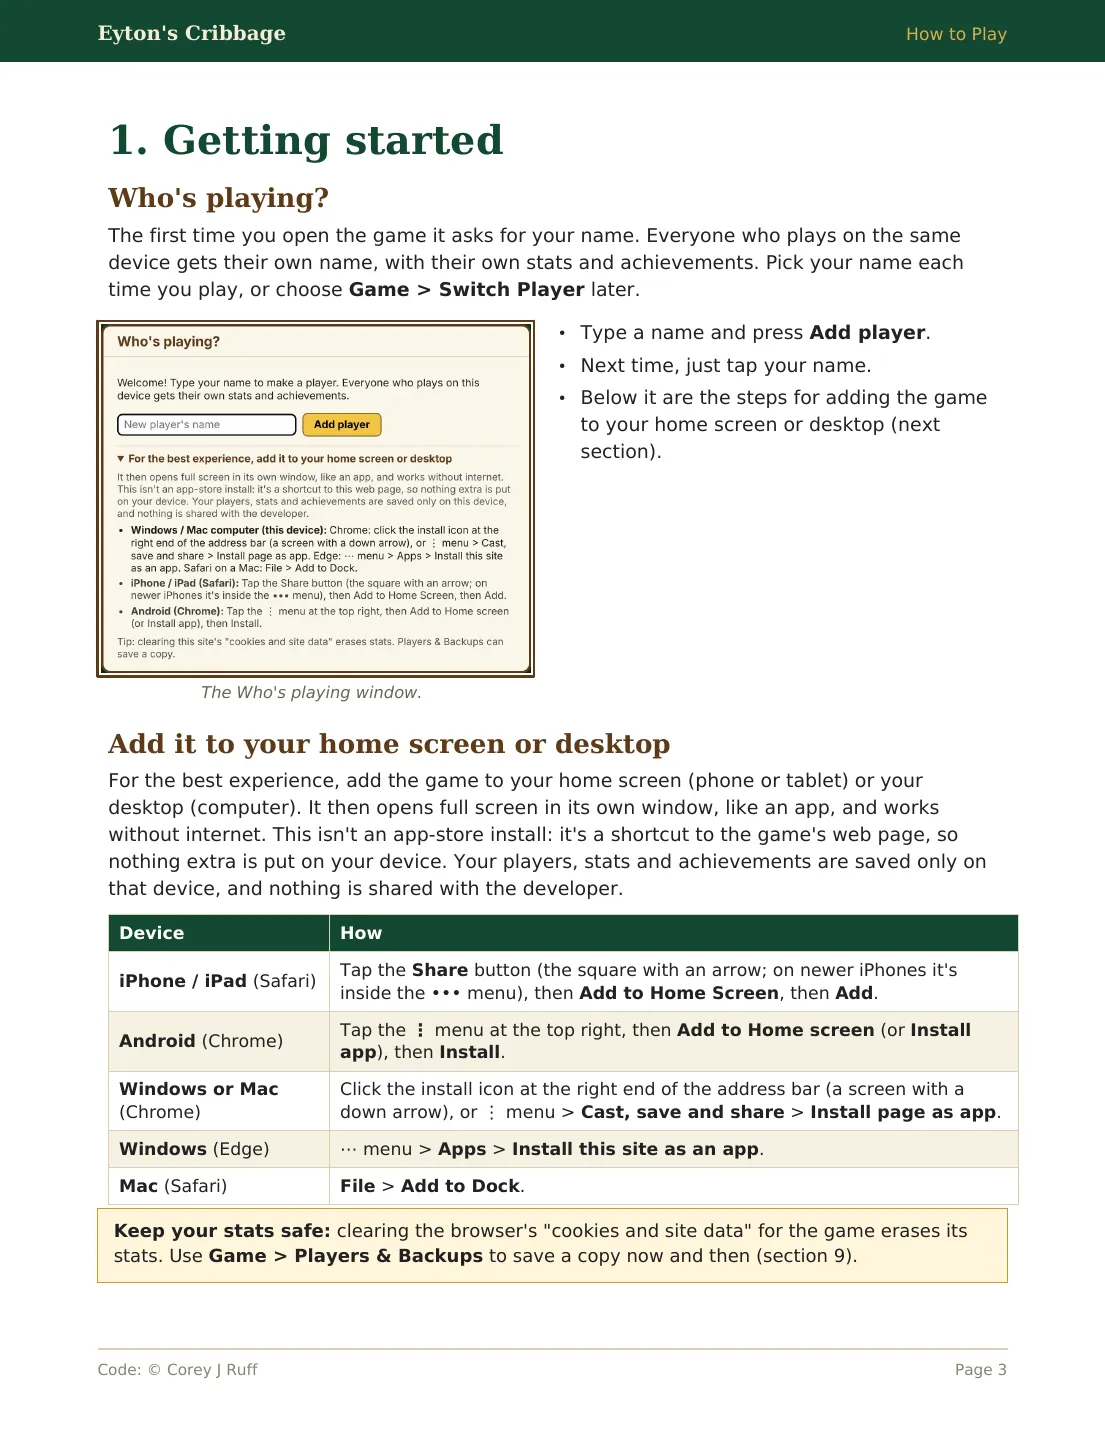 Eyton's Cribbage
How to Play
1. Getting started
Who's playing?
The first time you open the game it asks for your name. Everyone who plays on the same
device gets their own name, with their own stats and achievements. Pick your name each
time you play, or choose Game > Switch Player later.
Who's playing?
Welcome! Type your name to make a player. Everyone who plays on this
device gets their own stats and achievements.
New player's name
Add player
▼ For the best experience, add it to your home screen or desktop
It then opens full screen in its own window, like an app, and works without internet.
This isn't an app-store install: it's a shortcut to this web page, so nothing extra is put
on your device. Your players, stats and achievements are saved only on this device,
and nothing is shared with the developer.
• Windows / Mac computer (this device): Chrome: click the install icon at the
right end of the address bar (a screen with a down arrow), or ⋮ menu > Cast,
save and share > Install page as app. Edge: ··· menu > Apps > Install this site
as an app. Safari on a Mac: File > Add to Dock.
• iPhone / iPad (Safari): Tap the Share button (the square with an arrow; on
newer iPhones it's inside the ••• menu), then Add to Home Screen, then Add.
• Android (Chrome): Tap the ⋮ menu at the top right, then Add to Home screen
(or Install app), then Install.
Tip: clearing this site's "cookies and site data" erases stats. Players & Backups can
save a copy.
The Who's playing window.
• Type a name and press Add player.
• Next time, just tap your name.
• Below it are the steps for adding the game
to your home screen or desktop (next
section).
Add it to your home screen or desktop
For the best experience, add the game to your home screen (phone or tablet) or your
desktop (computer). It then opens full screen in its own window, like an app, and works
without internet. This isn't an app-store install: it's a shortcut to the game's web page, so
nothing extra is put on your device. Your players, stats and achievements are saved only on
that device, and nothing is shared with the developer.
Device
How
iPhone / iPad (Safari)
Tap the Share button (the square with an arrow; on newer iPhones it's
inside the ••• menu), then Add to Home Screen, then Add.
Android (Chrome)
Tap the ⋮ menu at the top right, then Add to Home screen (or Install
app), then Install.
Windows or Mac
(Chrome)
Click the install icon at the right end of the address bar (a screen with a
down arrow), or ⋮ menu > Cast, save and share > Install page as app.
Windows (Edge)
··· menu > Apps > Install this site as an app.
Mac (Safari)
File > Add to Dock.
Keep your stats safe: clearing the browser's "cookies and site data" for the game erases its
stats. Use Game > Players & Backups to save a copy now and then (section 9).
Code: © Corey J Ruff
Page 3